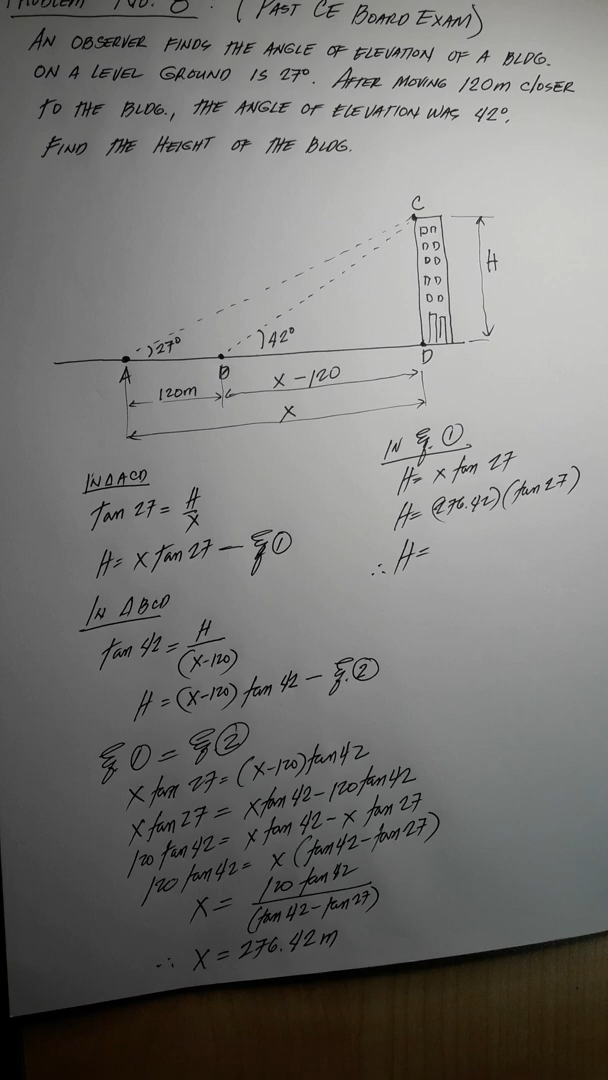 PROBLEM NO. 8 . (PAST CE BOARD EXAM)
AN OBSERVER FINDS THE ANGLE OF ELEVATION OF A BLDG.
ON A LEVEL GROUND IS 27°. AFTER MOVING 120m CLOSER
TO THE BLDG., THE ANGLE OF ELEVATION WAS 42°.
FIND THE HEIGHT OF THE BLDG.
C
H
27°
42°
A
B
D
120m
X - 120
X
IN ΔACD
tan 27 = H/X
H = X tan 27 — Eq ①
IN ΔBCD
tan 42 = H/(X-120)
H = (X-120) tan 42 — Eq. ②
Eq ① = Eq ②
X tan 27 = (X-120) tan 42
X tan 27 = X tan 42 - 120 tan 42
120 tan 42 = X tan 42 - X tan 27
120 tan 42 = X (tan 42 - tan 27)
X = 120 tan 42/(tan 42 - tan 27)
∴ X = 276.42 m
IN Eq. ①
H = X tan 27
H = (276.42)(tan 27)
∴ H =